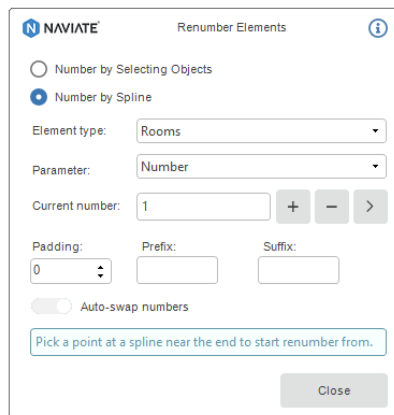 N NAVIATE
Renumber Elements
i
Number by Selecting Objects
Number by Spline
Element type: Rooms
Parameter: Number
Current number: 1 + − >
Padding: Prefix: Suffix:
0
Auto-swap numbers
Pick a point at a spline near the end to start renumber from.
Close